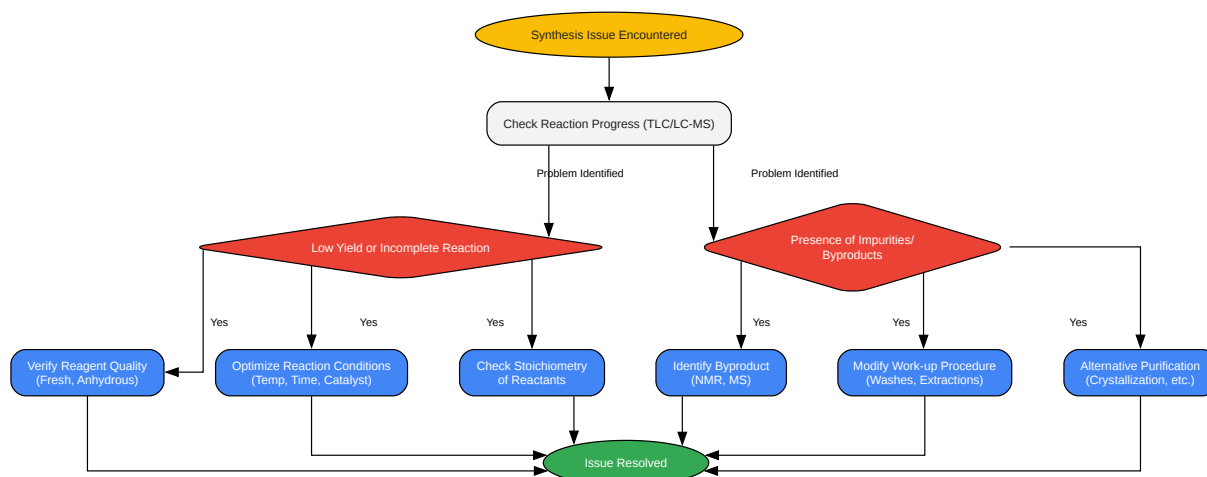 Synthesis Issue Encountered
Check Reaction Progress (TLC/LC-MS)
Problem Identified
Problem Identified
Low Yield or Incomplete Reaction
Presence of Impurities/
Byproducts
Yes
Yes
Yes
Yes
Yes
Yes
Verify Reagent Quality
(Fresh, Anhydrous)
Optimize Reaction Conditions
(Temp, Time, Catalyst)
Check Stoichiometry
of Reactants
Identify Byproduct
(NMR, MS)
Modify Work-up Procedure
(Washes, Extractions)
Alternative Purification
(Crystallization, etc.)
Issue Resolved